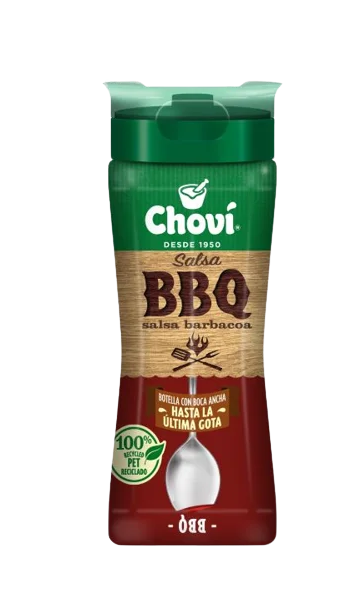 Choví®
DESDE 1950
Salsa
BBQ
salsa barbacoa
BOTELLA CON BOCA ANCHA
HASTA LA
ÚLTIMA GOTA
100%
RECYCLED
PET
RECICLADO
- BBQ -